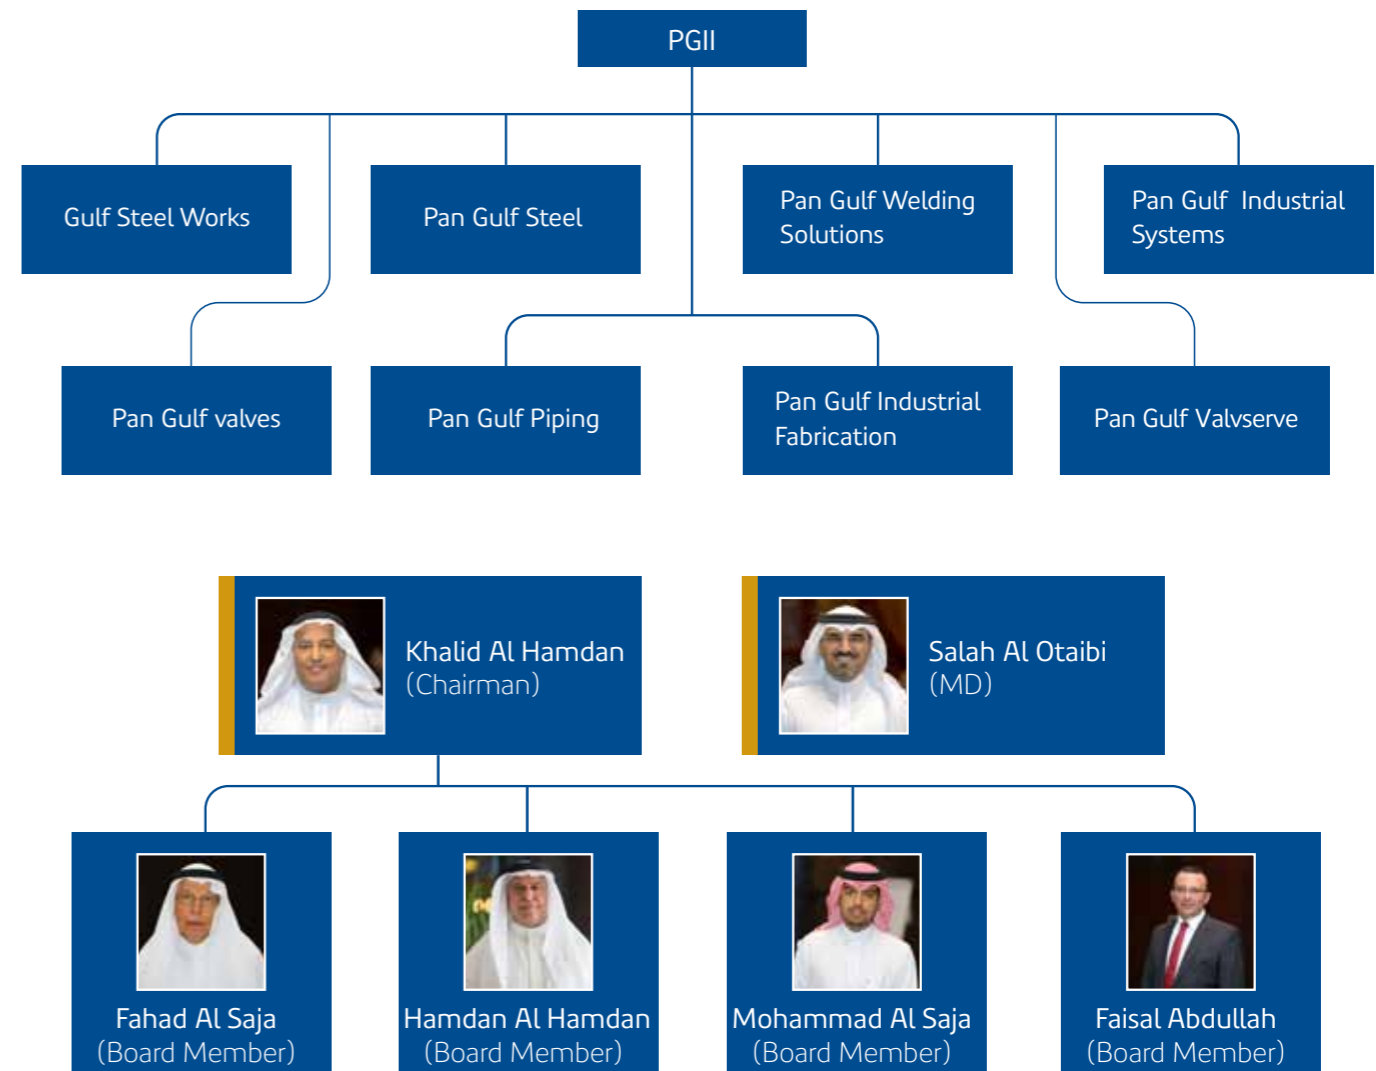 PGII
Gulf Steel Works
Pan Gulf Steel
Pan Gulf Welding
Solutions
Pan Gulf Industrial
Systems
Pan Gulf valves
Pan Gulf Piping
Pan Gulf Industrial
Fabrication
Pan Gulf Valvserve
Khalid Al Hamdan
(Chairman)
Salah Al Otaibi
(MD)
Fahad Al Saja
(Board Member)
Hamdan Al Hamdan
(Board Member)
Mohammad Al Saja
(Board Member)
Faisal Abdullah
(Board Member)